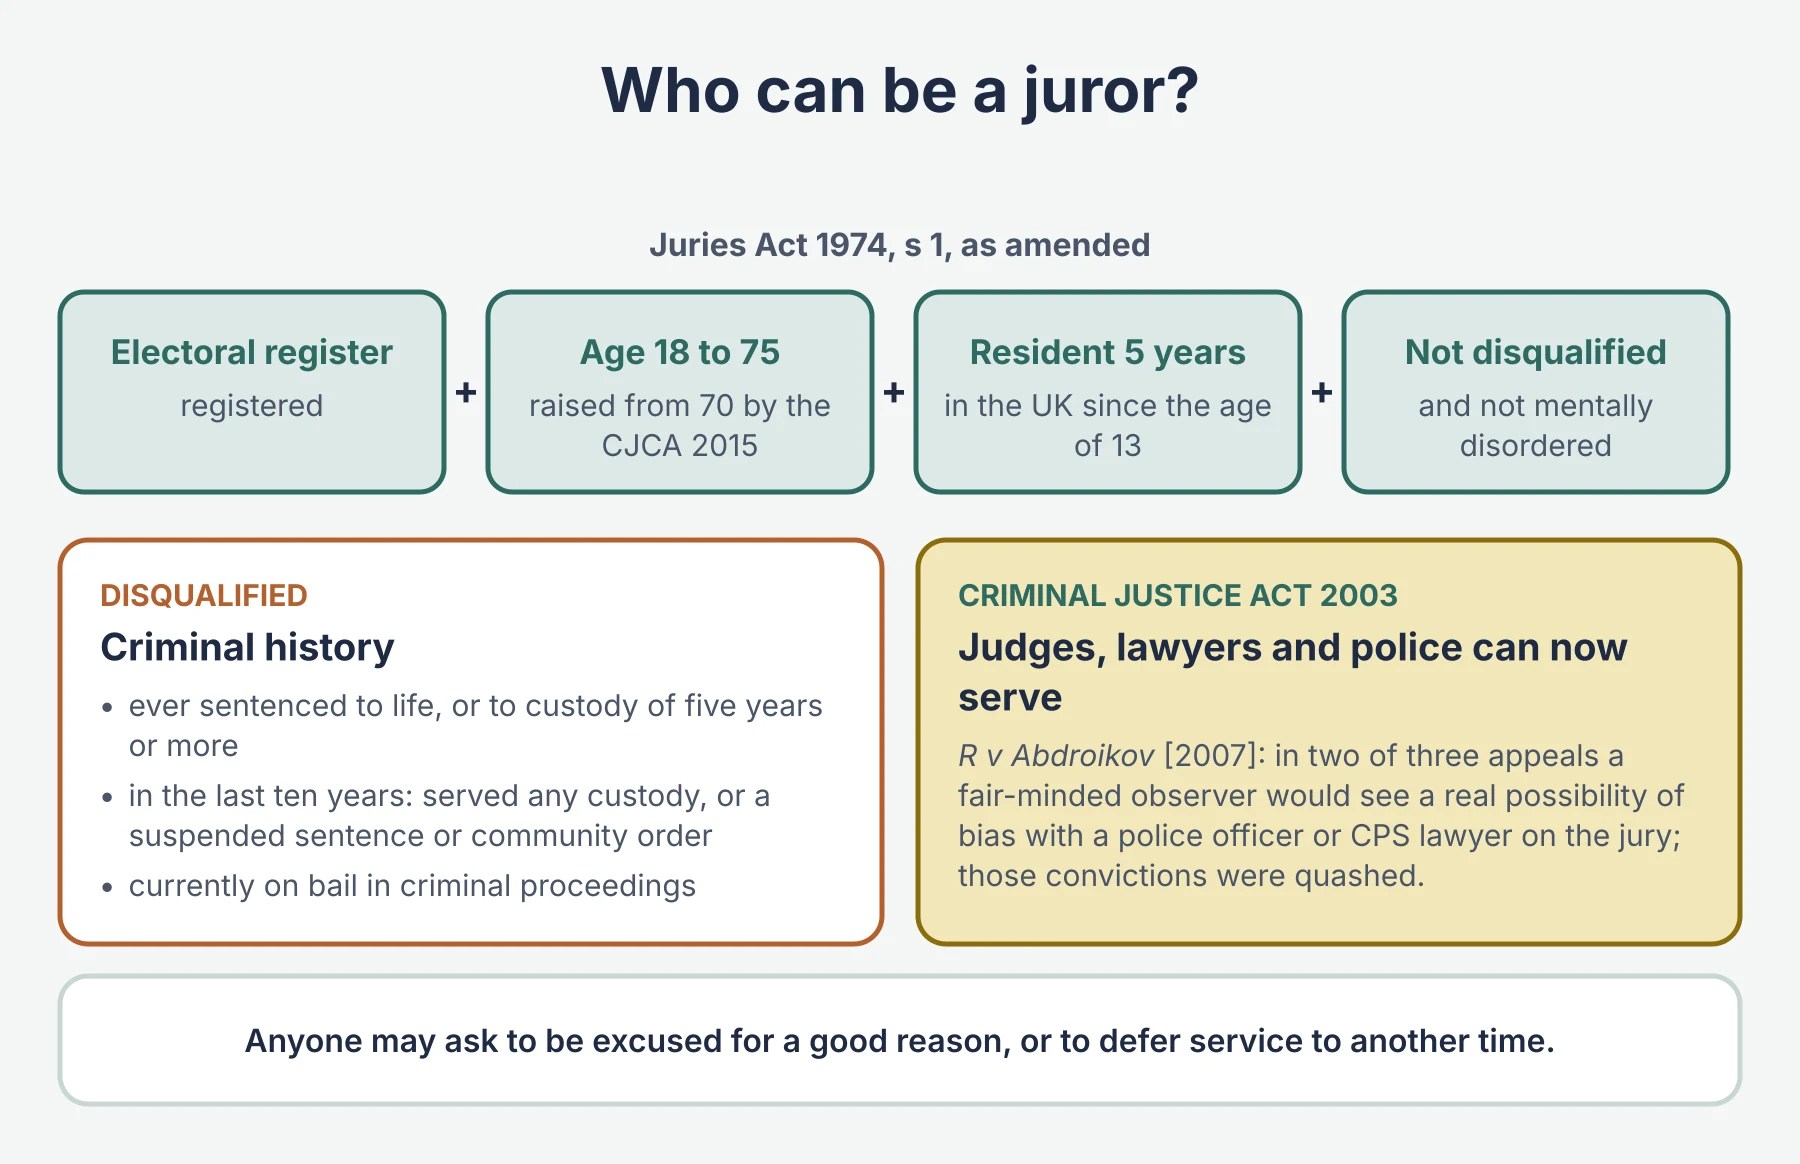 Who can be a juror?
Juries Act 1974, s 1, as amended
Electoral register
registered
+
Age 18 to 75
raised from 70 by the
CJCA 2015
+
Resident 5 years
in the UK since the age
of 13
+
Not disqualified
and not mentally
disordered
DISQUALIFIED
Criminal history
• ever sentenced to life, or to custody of five years
or more
• in the last ten years: served any custody, or a
suspended sentence or community order
• currently on bail in criminal proceedings
CRIMINAL JUSTICE ACT 2003
Judges, lawyers and police can now
serve
R v Abdroikov [2007]: in two of three appeals a
fair-minded observer would see a real possibility of
bias with a police officer or CPS lawyer on the jury;
those convictions were quashed.
Anyone may ask to be excused for a good reason, or to defer service to another time.